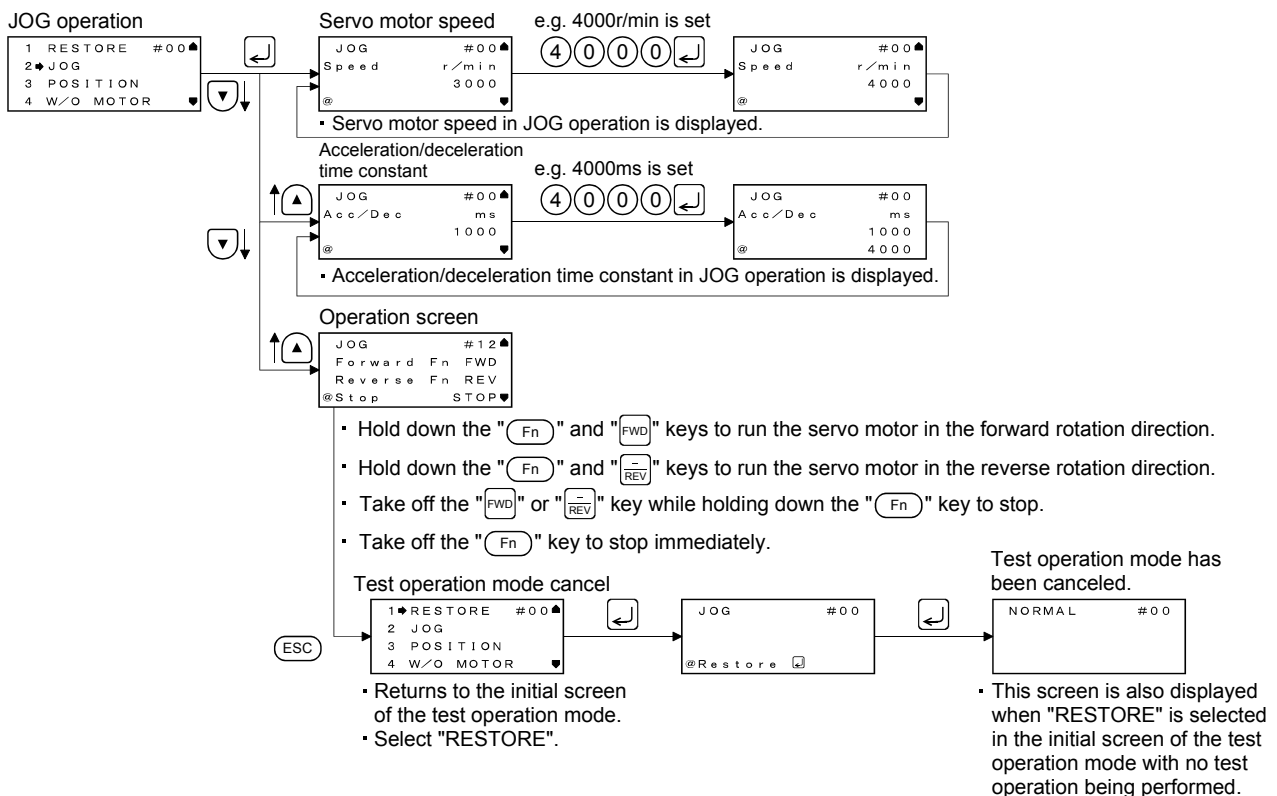 JOG operation
1 RESTORE #00
2 JOG
3 POSITION
4 W/O MOTOR
Servo motor speed
JOG #00
Speed r/min
3000
@
e.g. 4000r/min is set
4 0 0 0
JOG #00
Speed r/min
4000
@
- Servo motor speed in JOG operation is displayed.
Acceleration/deceleration
time constant
JOG #00
Acc/Dec ms
1000
@
e.g. 4000ms is set
4 0 0 0
JOG #00
Acc/Dec ms
1000
@ 4000
- Acceleration/deceleration time constant in JOG operation is displayed.
Operation screen
JOG #12
Forward Fn FWD
Reverse Fn REV
@Stop STOP
- Hold down the "Fn" and "FWD" keys to run the servo motor in the forward rotation direction.
- Hold down the "Fn" and "- REV" keys to run the servo motor in the reverse rotation direction.
- Take off the "FWD" or "- REV" key while holding down the "Fn" key to stop.
- Take off the "Fn" key to stop immediately.
ESC
Test operation mode cancel
1 RESTORE #00
2 JOG
3 POSITION
4 W/O MOTOR
- Returns to the initial screen
of the test operation mode.
- Select "RESTORE".
JOG #00
@Restore
Test operation mode has
been canceled.
NORMAL #00
- This screen is also displayed
when "RESTORE" is selected
in the initial screen of the test
operation mode with no test
operation being performed.